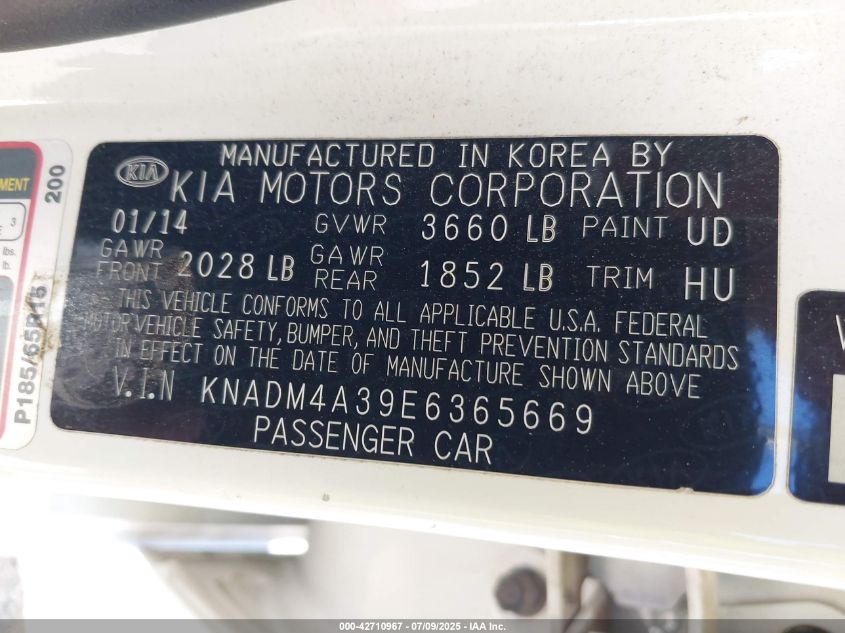 KIA
MANUFACTURED IN KOREA BY
KIA MOTORS CORPORATION
01/14 GVWR 3660 LB PAINT UD
GAWR FRONT 2028 LB GAWR REAR 1852 LB TRIM HU
THIS VEHICLE CONFORMS TO ALL APPLICABLE U.S.A. FEDERAL
MOTOR VEHICLE SAFETY, BUMPER, AND THEFT PREVENTION STANDARDS
IN EFFECT ON THE DATE OF MANUFACTURE SHOWN ABOVE
V.I.N KNADM4A39E6365669
PASSENGER CAR
3
lbs.
lb.
200
P185/65R15
000-42710967 - 07/09/2025 - IAA Inc.